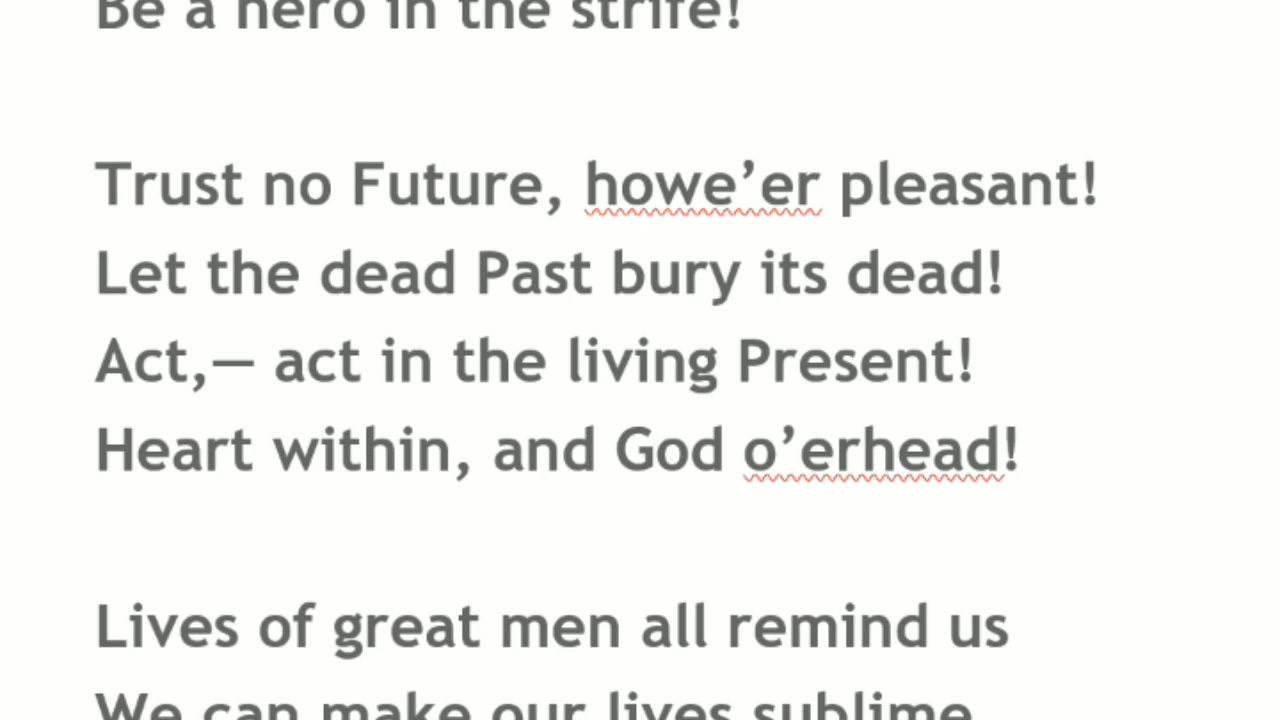 Be a hero in the strife!
Trust no Future, howe’er pleasant!
Let the dead Past bury its dead!
Act,— act in the living Present!
Heart within, and God o’erhead!
Lives of great men all remind us
We can make our lives sublime